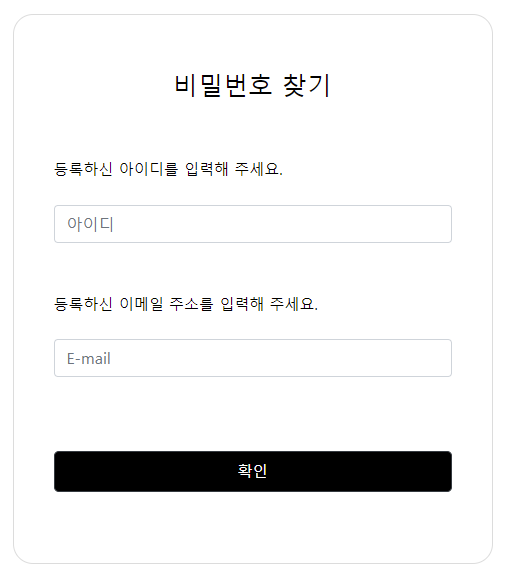 비밀번호 찾기
등록하신 아이디를 입력해 주세요.
아이디
등록하신 이메일 주소를 입력해 주세요.
E-mail
확인